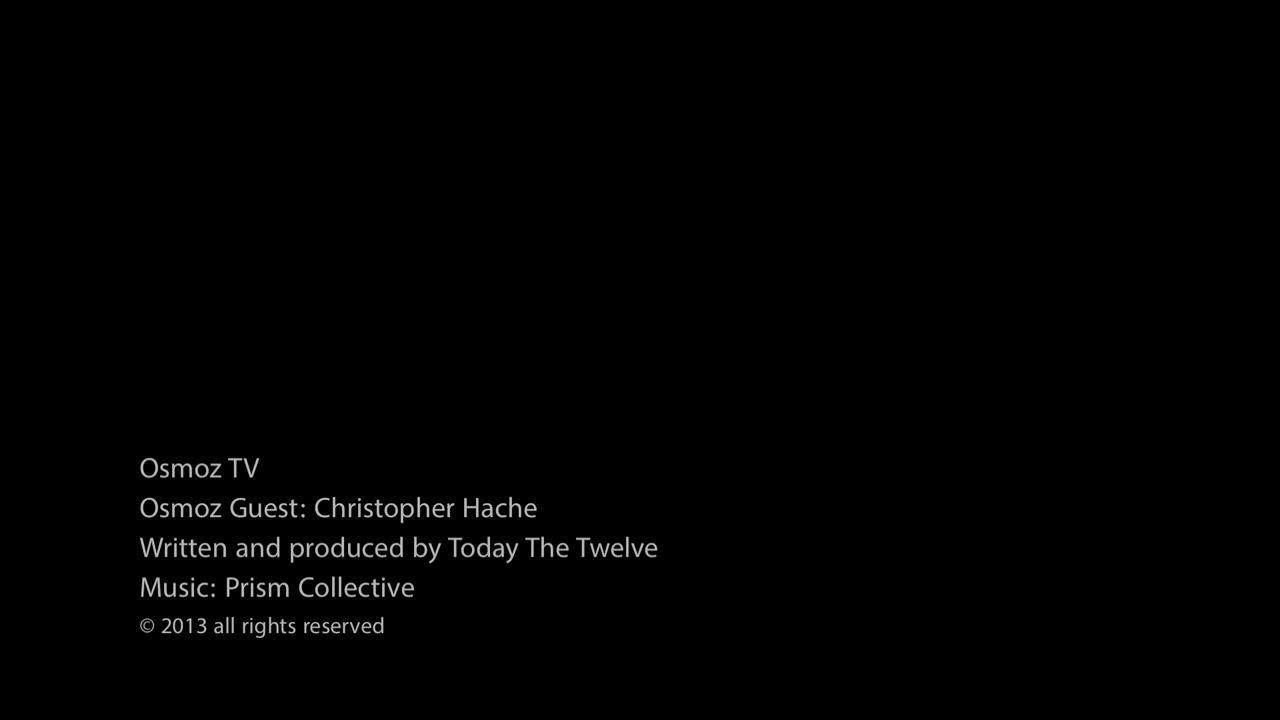 Osmoz TV
Osmoz Guest: Christopher Hache
Written and produced by Today The Twelve
Music: Prism Collective
© 2013 all rights reserved